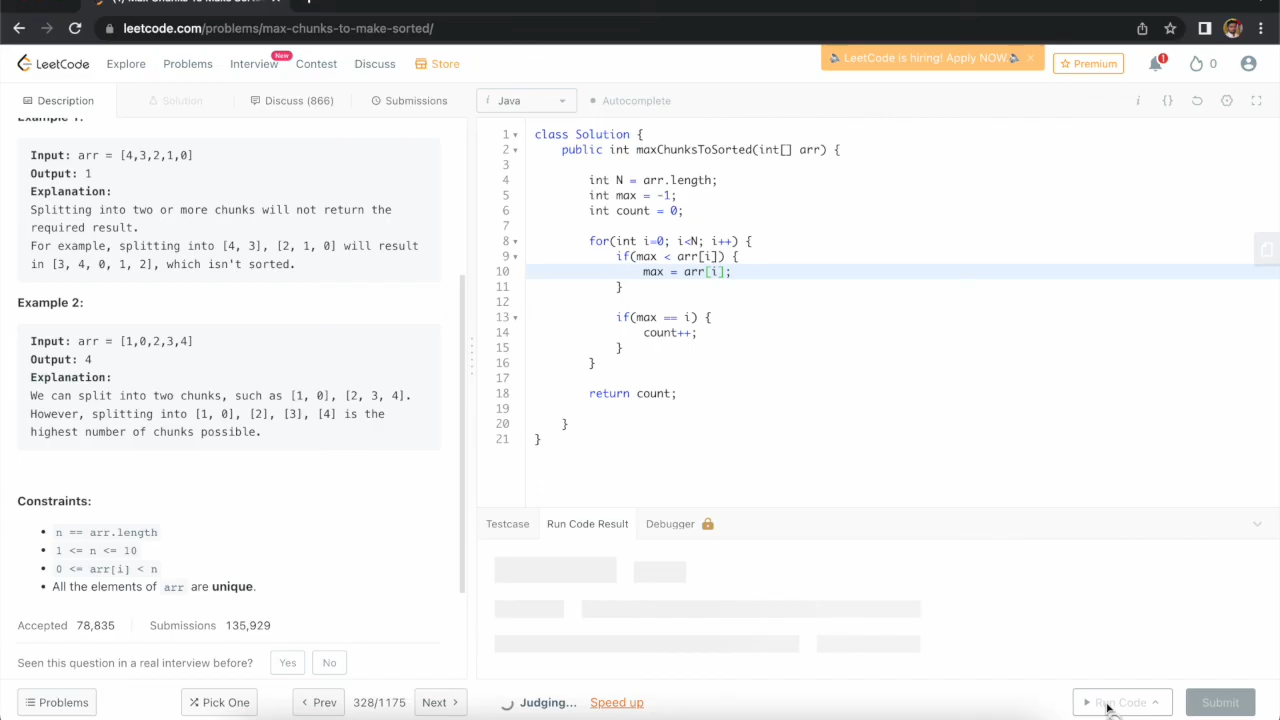 leetcode.com/problems/max-chunks-to-make-sorted/
LeetCode
Explore
Problems
Interview
New
Contest
Discuss
Store
LeetCode is hiring! Apply NOW.
Premium
1
0
Description
Solution
Discuss (866)
Submissions
i Java
Autocomplete
Example 1:
Input: arr = [4,3,2,1,0]
Output: 1
Explanation:
Splitting into two or more chunks will not return the
required result.
For example, splitting into [4, 3], [2, 1, 0] will result
in [3, 4, 0, 1, 2], which isn't sorted.
Example 2:
Input: arr = [1,0,2,3,4]
Output: 4
Explanation:
We can split into two chunks, such as [1, 0], [2, 3, 4].
However, splitting into [1, 0], [2], [3], [4] is the
highest number of chunks possible.
Constraints:
n == arr.length
1 <= n <= 10
0 <= arr[i] < n
All the elements of arr are unique.
Accepted 78,835 Submissions 135,929
Seen this question in a real interview before? Yes No
1 class Solution {
2 public int maxChunksToSorted(int[] arr) {
3
4 int N = arr.length;
5 int max = -1;
6 int count = 0;
7
8 for(int i=0; i<N; i++) {
9 if(max < arr[i]) {
10 max = arr[i];
11 }
12
13 if(max == i) {
14 count++;
15 }
16 }
17
18 return count;
19
20 }
21 }
Testcase
Run Code Result
Debugger
Problems
Pick One
Prev
328/1175
Next
Judging...
Speed up
Run Code
Submit